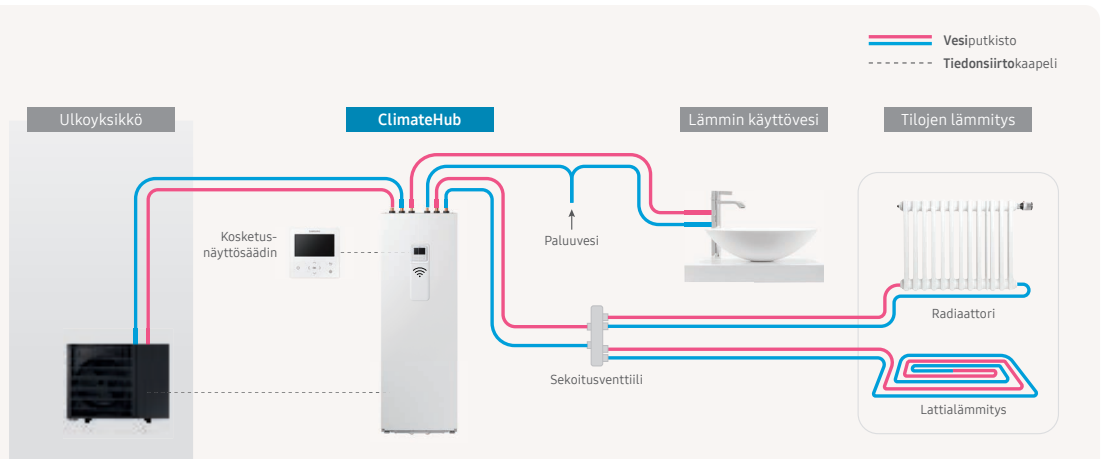 Vesiputkisto
Tiedonsiirtokaapeli
Ulkoyksikkö
ClimateHub
Lämmin käyttövesi
Tilojen lämmitys
Kosketus-
näyttösäädin
Paluuvesi
Radiaattori
Sekoitusventtiili
Lattialämmitys